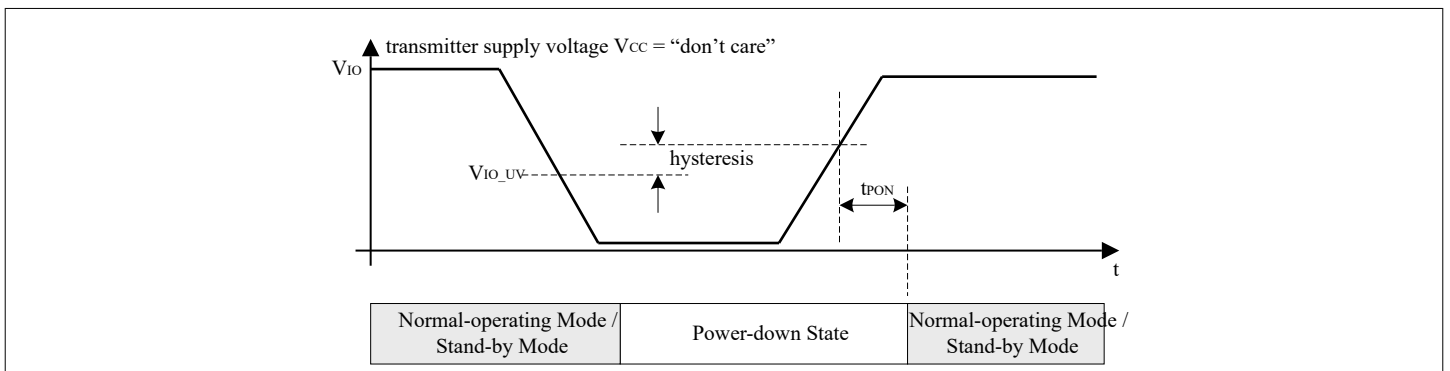 transmitter supply voltage VCC = “don’t care”
VIO
hysteresis
VIO_UV
tPON
t
Normal-operating Mode /
Stand-by Mode
Power-down State
Normal-operating Mode /
Stand-by Mode